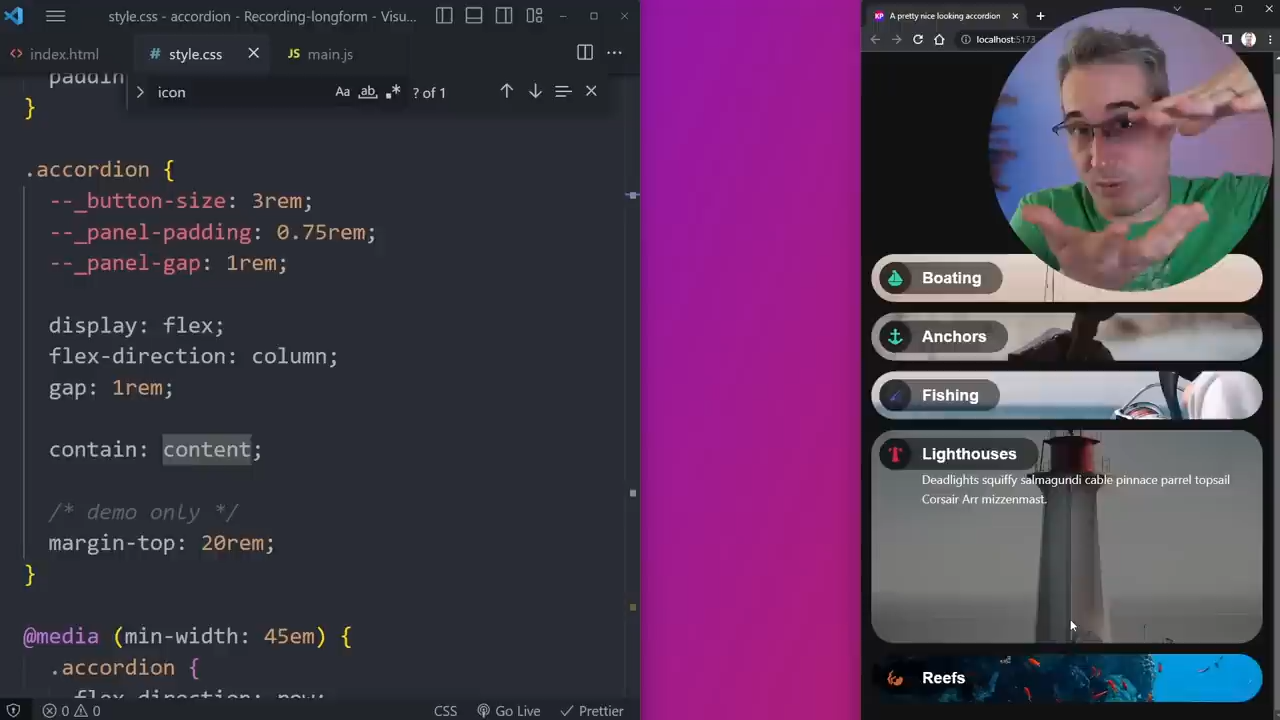 style.css - accordion - Recording-longform - Visu...
index.html
style.css
main.js
icon
Aa ab ? of 1
}
.accordion {
--_button-size: 3rem;
--_panel-padding: 0.75rem;
--_panel-gap: 1rem;
display: flex;
flex-direction: column;
gap: 1rem;
contain: content;
/* demo only */
margin-top: 20rem;
}
@media (min-width: 45em) {
.accordion {
CSS
Go Live
Prettier
0 0
KP A pretty nice looking accordion
localhost:5173
Boating
Anchors
Fishing
Lighthouses
Deadlights squiffy salmagundi cable pinnace parrel topsail
Corsair Arr mizzenmast.
Reefs